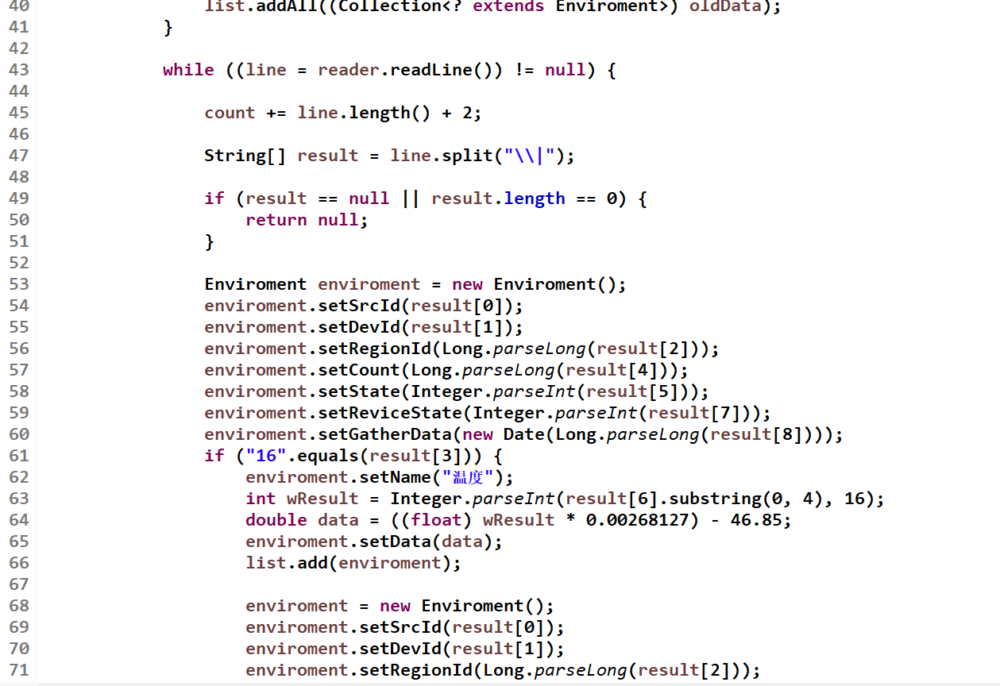 40 list.addAll((Collection<? extends Enviroment>) oldData);
41 }
42
43 while ((line = reader.readLine()) != null) {
44
45 count += line.length() + 2;
46
47 String[] result = line.split("\\|");
48
49 if (result == null || result.length == 0) {
50 return null;
51 }
52
53 Enviroment enviroment = new Enviroment();
54 enviroment.setSrcId(result[0]);
55 enviroment.setDevId(result[1]);
56 enviroment.setRegionId(Long.parseLong(result[2]));
57 enviroment.setCount(Long.parseLong(result[4]));
58 enviroment.setState(Integer.parseInt(result[5]));
59 enviroment.setReviceState(Integer.parseInt(result[7]));
60 enviroment.setGatherData(new Date(Long.parseLong(result[8])));
61 if ("16".equals(result[3])) {
62 enviroment.setName("温度");
63 int wResult = Integer.parseInt(result[6].substring(0, 4), 16);
64 double data = ((float) wResult * 0.00268127) - 46.85;
65 enviroment.setData(data);
66 list.add(enviroment);
67
68 enviroment = new Enviroment();
69 enviroment.setSrcId(result[0]);
70 enviroment.setDevId(result[1]);
71 enviroment.setRegionId(Long.parseLong(result[2]));